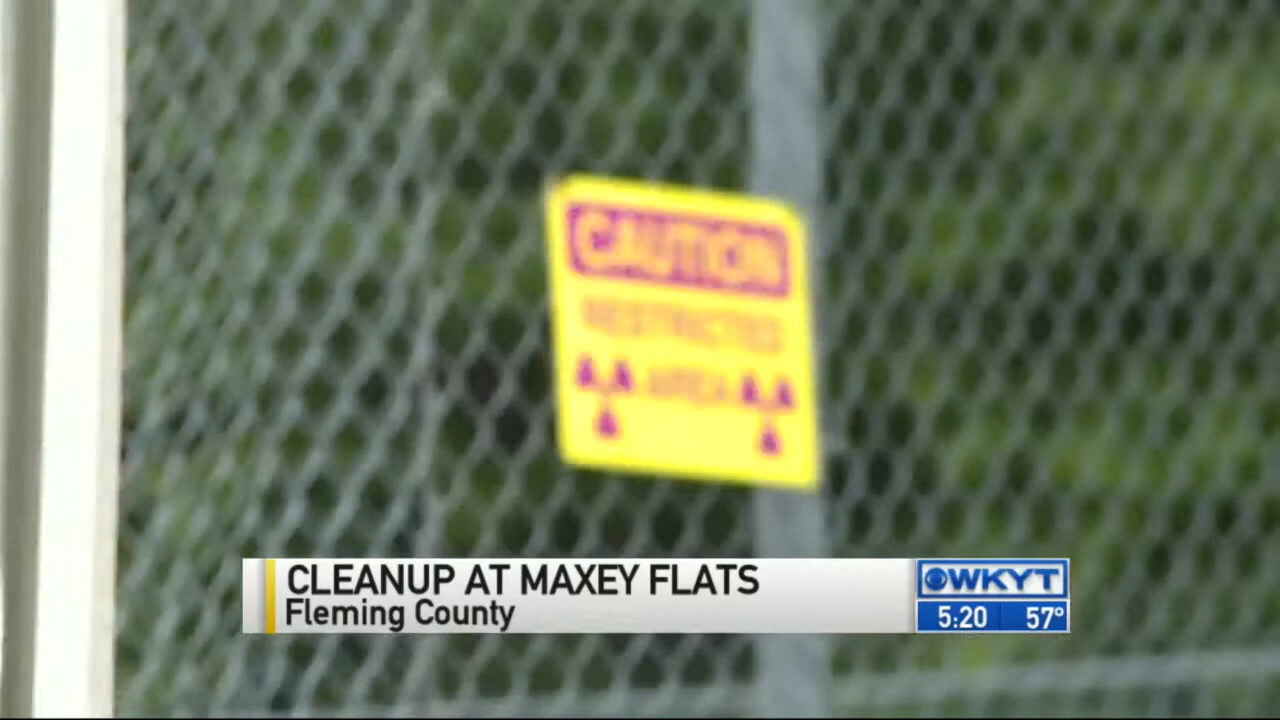 CAUTION
RESTRICTED
AREA
CLEANUP AT MAXEY FLATS
Fleming County
WKYT
5:20 57°